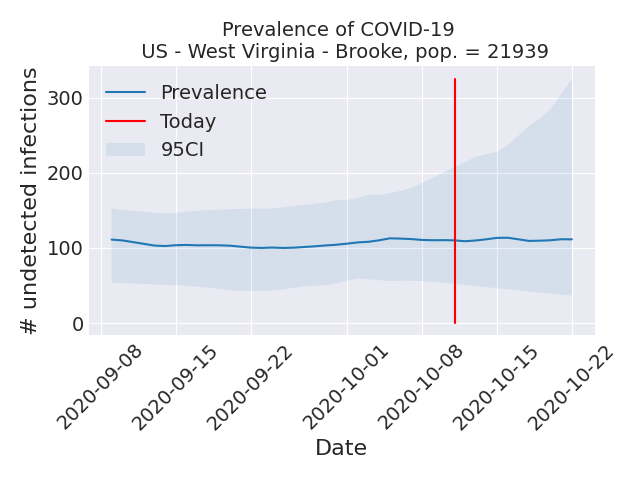 Prevalence of COVID-19
US - West Virginia - Brooke, pop. = 21939
# undetected infections
300
200
100
0
Prevalence
Today
95CI
2020-09-08
2020-09-15
2020-09-22
2020-10-01
2020-10-08
2020-10-15
2020-10-22
Date